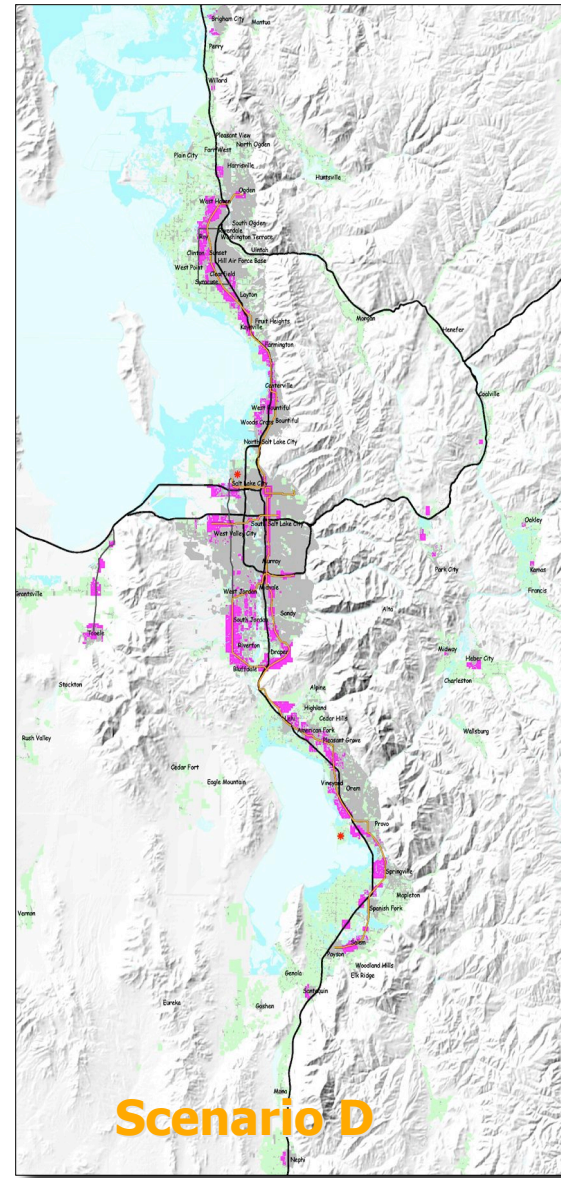 Brigham City
Mantua
Perry
Willard
Pleasant View
Farr West
North Ogden
Plain City
Harrisville
Huntsville
Ogden
West Haven
South Ogden
Riverdale
Roy
Washington Terrace
Uintah
Clinton
Sunset
Hill Air Force Base
West Point
Clearfield
Syracuse
Layton
Morgan
Fruit Heights
Kaysville
Henefer
Farmington
Centerville
Coalville
West Bountiful
Woods Cross
Bountiful
North Salt Lake City
Salt Lake City
South Salt Lake City
West Valley City
Oakley
Murray
Park City
Kamas
Midvale
West Jordan
Grantsville
Francis
Alta
Sandy
South Jordan
Tooele
Riverton
Draper
Midway
Heber City
Bluffdale
Charleston
Stockton
Alpine
Highland
Cedar Hills
Lehi
American Fork
Wallsburg
Rush Valley
Pleasant Grove
Cedar Fort
Eagle Mountain
Vineyard
Orem
Provo
Springville
Mapleton
Vernon
Spanish Fork
Salem
Payson
Woodland Hills
Genola
Elk Ridge
Santaquin
Eureka
Goshen
Mona
Scenario D
Nephi